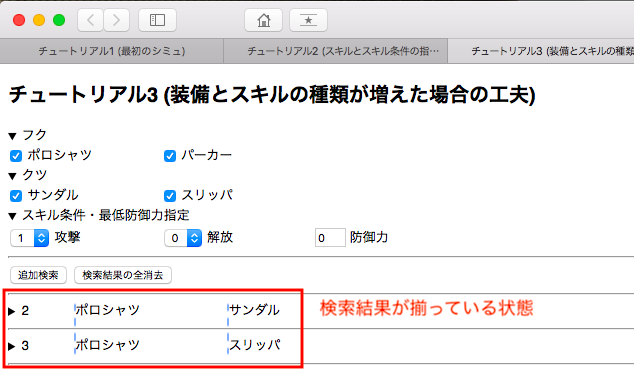 チュートリアル1 (最初のシミュ)
チュートリアル2 (スキルとスキル条件の指…
チュートリアル3 (装備とスキルの種
チュートリアル3 (装備とスキルの種類が増えた場合の工夫)
▼ フク
ポロシャツ パーカー
▼ クツ
サンダル スリッパ
▼ スキル条件・最低防御力指定
1 攻撃 0 解放 0 防御力
追加検索 検索結果の全消去
▶ 2 ポロシャツ サンダル
検索結果が揃っている状態
▶ 3 ポロシャツ スリッパ